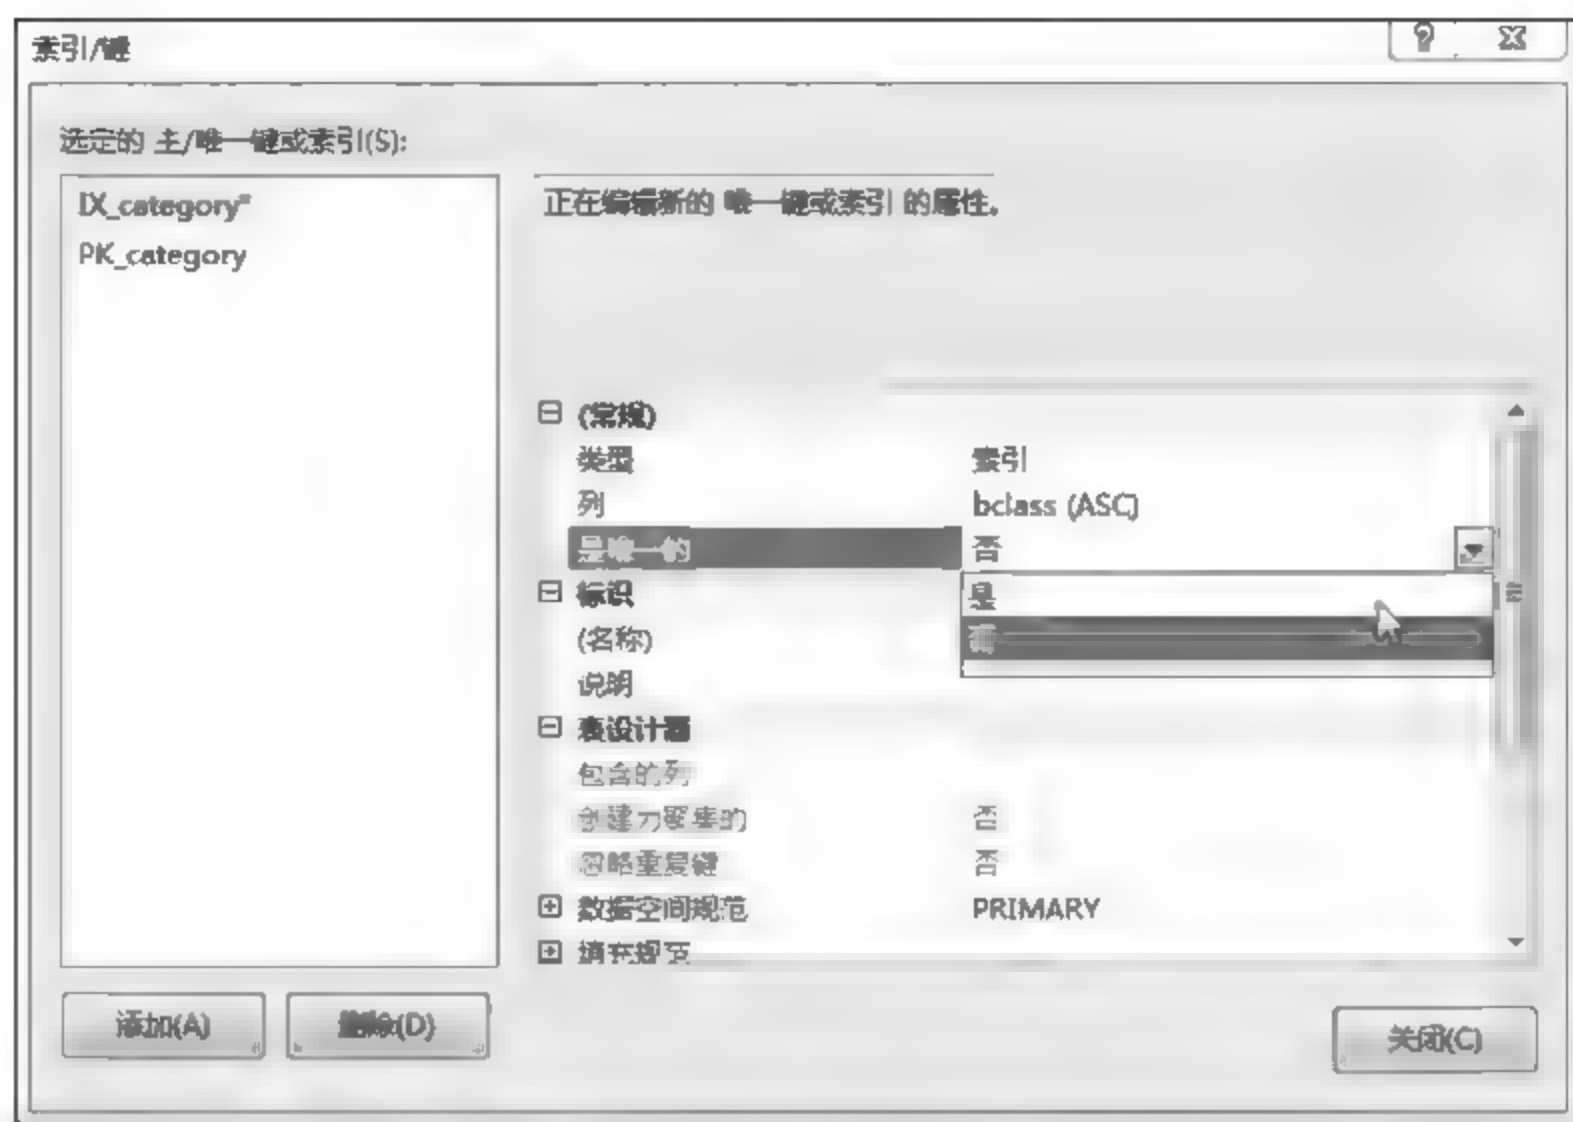 索引/键
选定的 主/唯一键或索引(S):
IX_category*
PK_category
正在编辑新的 唯一键或索引 的属性。
(常规)
类型 索引
列 bclass (ASC)
是唯一的 否
是
否
标识
(名称)
说明
表设计器
包含的列
创建为聚集的 否
忽略重复键 否
数据空间规范 PRIMARY
填充规范
添加(A) 删除(D)
关闭(C)